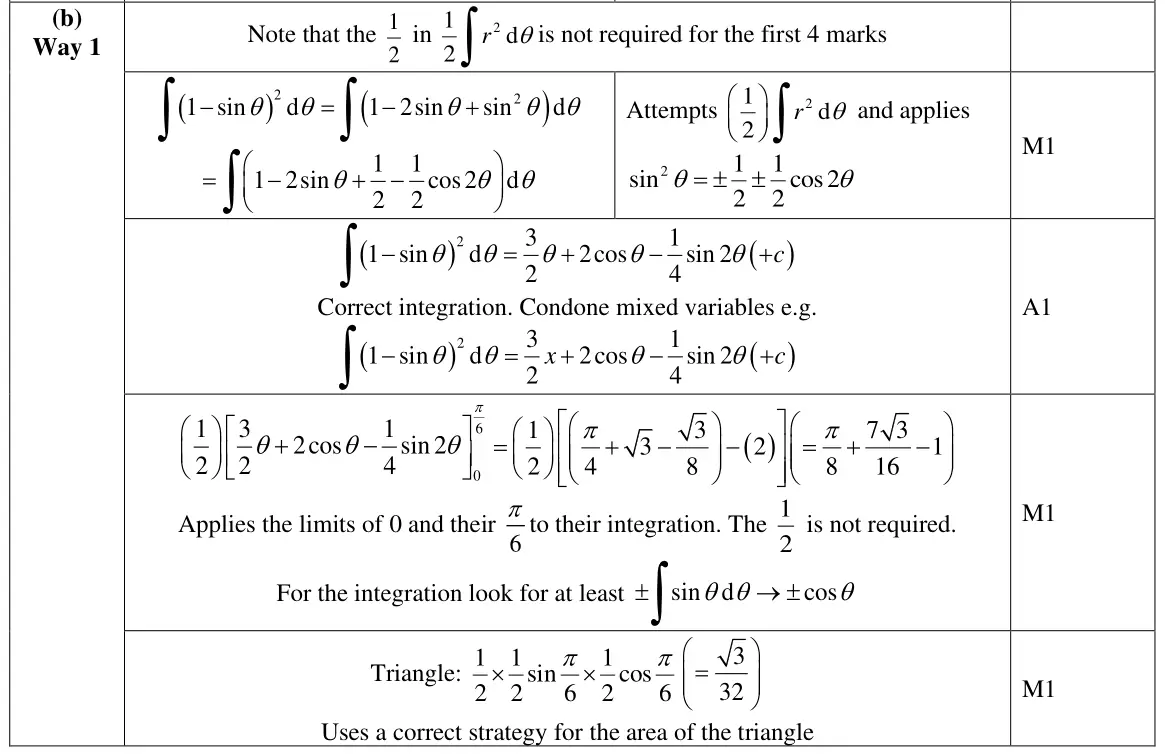 (b)
Way 1
Note that the 1/2 in 1/2 ∫ r² dθ is not required for the first 4 marks
∫(1−sin θ)² dθ = ∫(1−2sin θ + sin² θ)dθ
= ∫(1−2sin θ + 1/2 − 1/2 cos 2θ)dθ
Attempts (1/2)∫ r² dθ and applies
sin² θ = ± 1/2 ± 1/2 cos 2θ
M1
∫(1−sin θ)² dθ = 3/2 θ + 2cos θ − 1/4 sin 2θ (+c)
Correct integration. Condone mixed variables e.g.
∫(1−sin θ)² dθ = 3/2 x + 2cos θ − 1/4 sin 2θ (+c)
A1
(1/2)[3/2 θ + 2cos θ − 1/4 sin 2θ]₀^(π/6) = (1/2)[(π/4 + √3 − √3/8) − (2)] (= π/8 + 7√3/16 − 1)
Applies the limits of 0 and their π/6 to their integration. The 1/2 is not required.
For the integration look for at least ± ∫ sin θ dθ → ± cos θ
M1
Triangle: 1/2 × 1/2 sin π/6 × 1/2 cos π/6 (= √3/32)
Uses a correct strategy for the area of the triangle
M1